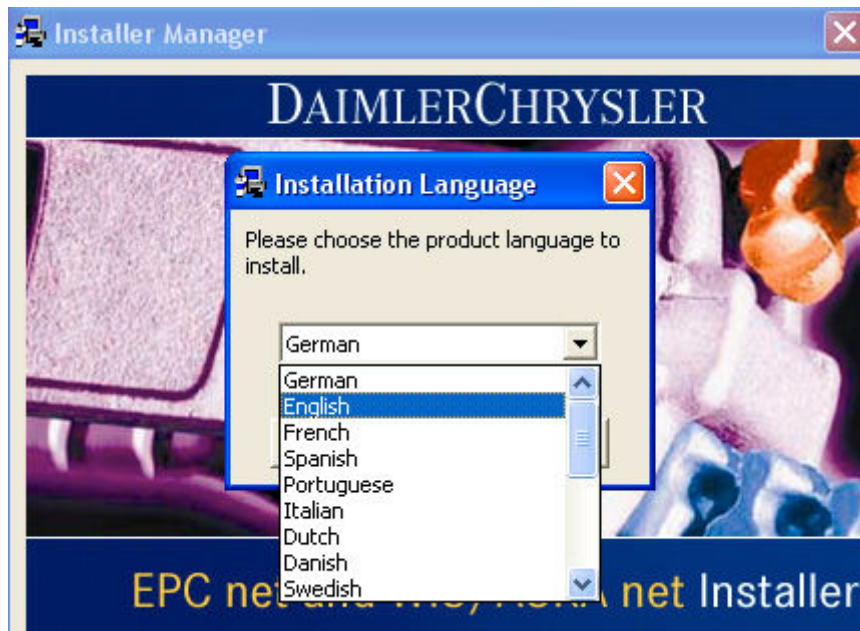 Installer Manager
DAIMLERCHRYSLER
Installation Language
Please choose the product language to
install.
German
German
English
French
Spanish
Portuguese
Italian
Dutch
Danish
Swedish
EPC net net Installer